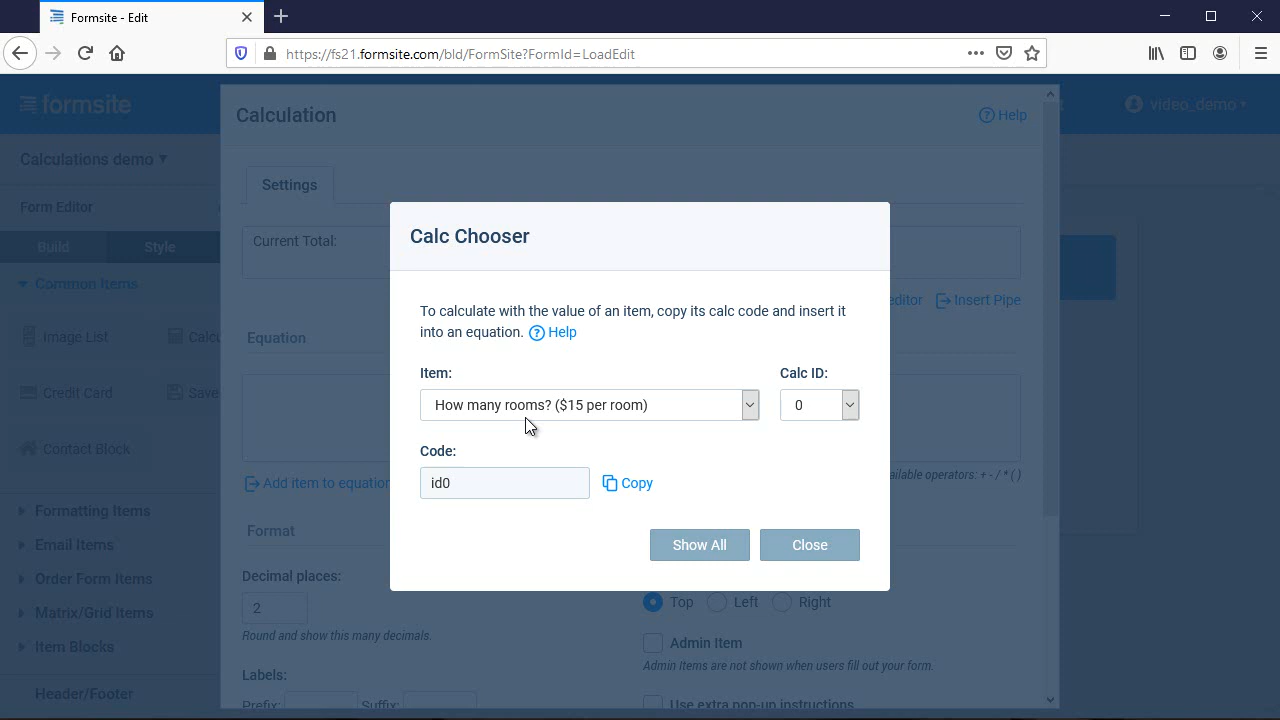 Formsite - Edit
https://fs21.formsite.com/bld/FormSite?FormId=LoadEdit
formsite
video_demo
Calculation
Help
Calculations demo
Settings
Form Editor
Build
Style
Current Total:
Calc Chooser
Common Items
editor
Insert Pipe
To calculate with the value of an item, copy its calc code and insert it
into an equation. Help
Image List
Calcu
Equation
Item:
Calc ID:
Credit Card
Save
How many rooms? ($15 per room)
0
Contact Block
Code:
id0
Copy
Add item to equation
ailable operators: + - / * ( )
Formatting Items
Format
Email Items
Show All
Close
Order Form Items
Decimal places:
2
Top
Left
Right
Matrix/Grid Items
Round and show this many decimals.
Admin Item
Item Blocks
Admin items are not shown when users fill out your form.
Labels:
Header/Footer
Prefix:
Suffix:
Use extra pop-up instructions